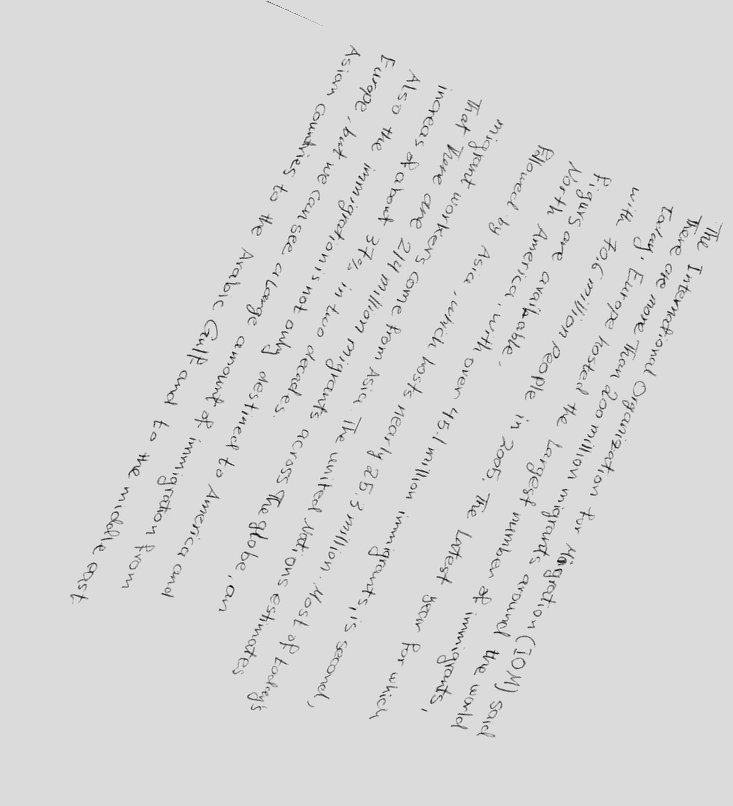 The International Organization for Migration (IOM) said
There are more Than 200 million migrants around the world
today. Europe hosted the Largest number of immigrants,
with 70.6 million people in 2005. The latest year for which
figurs are available.
North America, with over 45.1 million immigrants, is second,
followed by Asia, which hosts nearly 25.3 million. Most of today's
migrant workers come from Asia. The united Nations estimates
That There are 214 million migrants across The globe, an
increas of about 37% in two decades.
Also the immigration is not only destined to America and
Europe, but we can see a large amount of immigration from
Asian countries to the Arabic Gulf and to the middle east